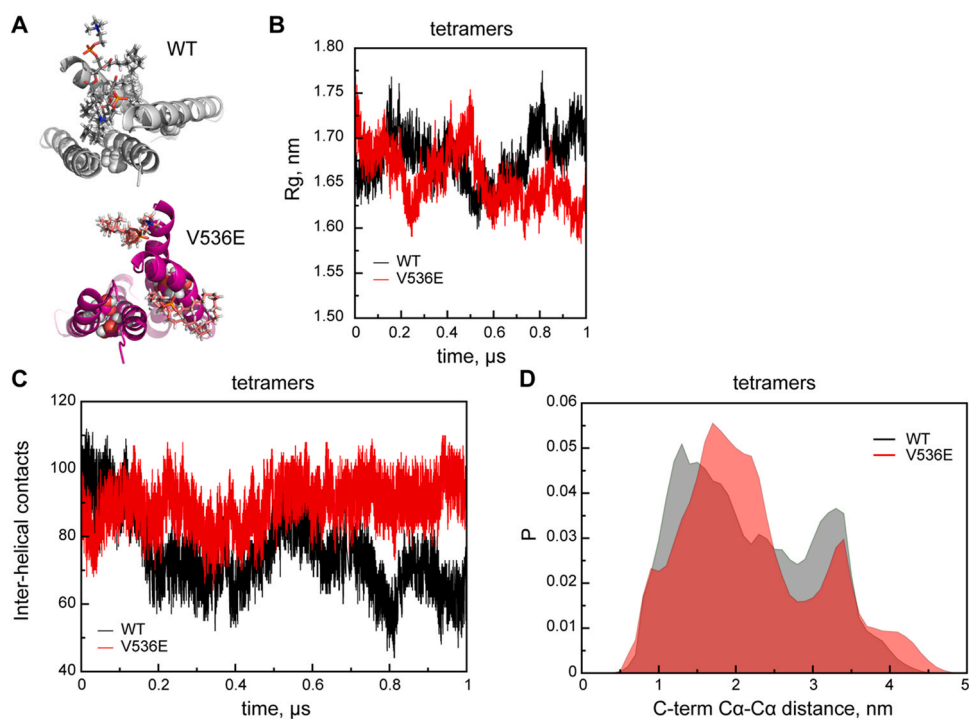 A
WT
V536E
B
tetramers
1.80
1.75
1.70
1.65
1.60
1.55
1.50
Rg, nm
WT
V536E
0
0.2
0.4
0.6
0.8
1
time, μs
C
tetramers
120
100
80
60
40
Inter-helical contacts
WT
V536E
0
0.2
0.4
0.6
0.8
1
time, μs
D
tetramers
0.06
0.05
0.04
0.03
0.02
0.01
0
P
WT
V536E
0
1
2
3
4
5
C-term Cα-Cα distance, nm